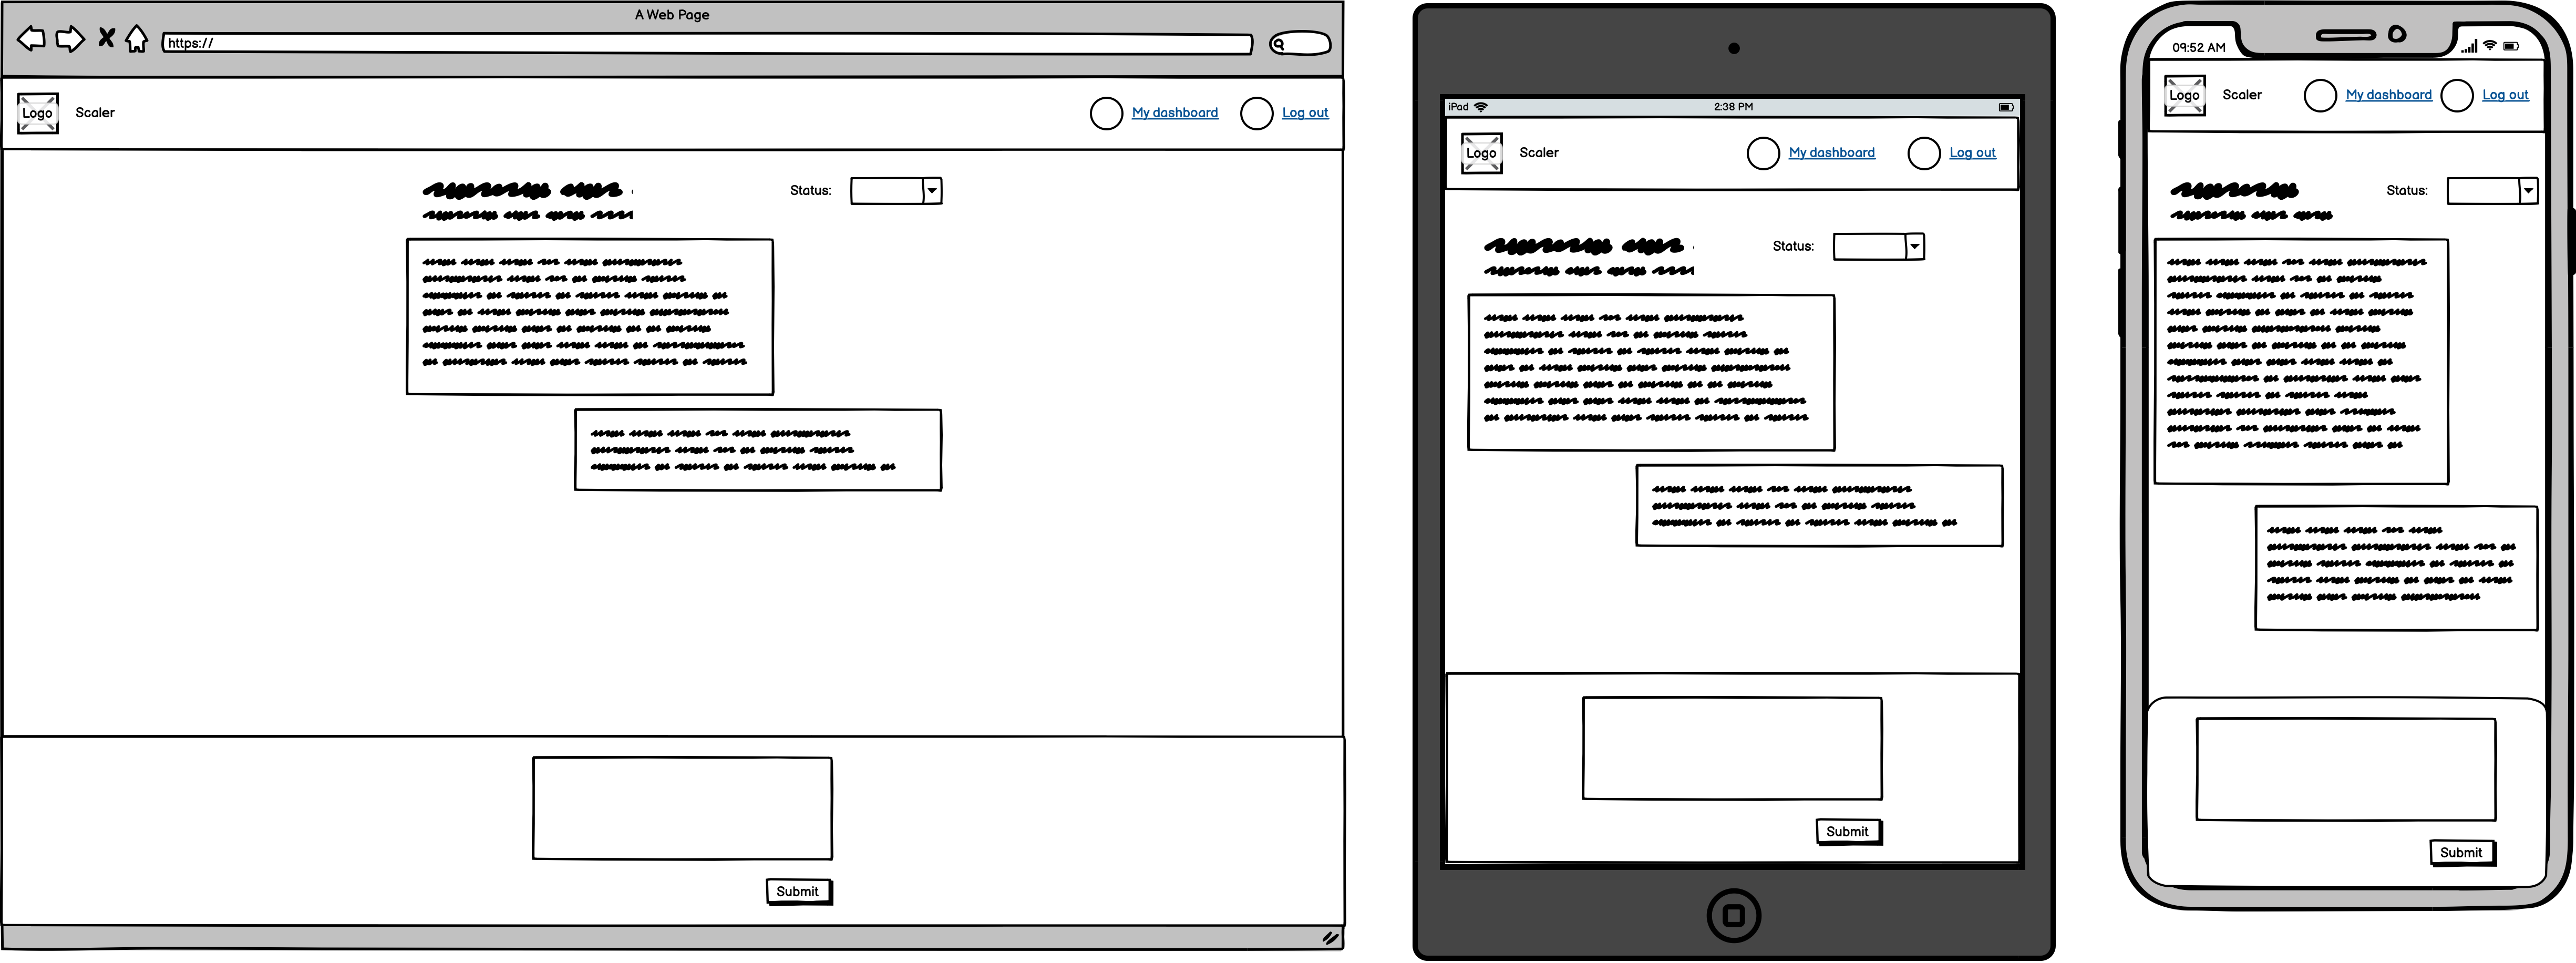 A Web Page
https://
Logo
Scaler
My dashboard
Log out
Status:
Submit
iPad
2:38 PM
Logo
Scaler
My dashboard
Log out
Status:
Submit
09:52 AM
Logo
Scaler
My dashboard
Log out
Status:
Submit